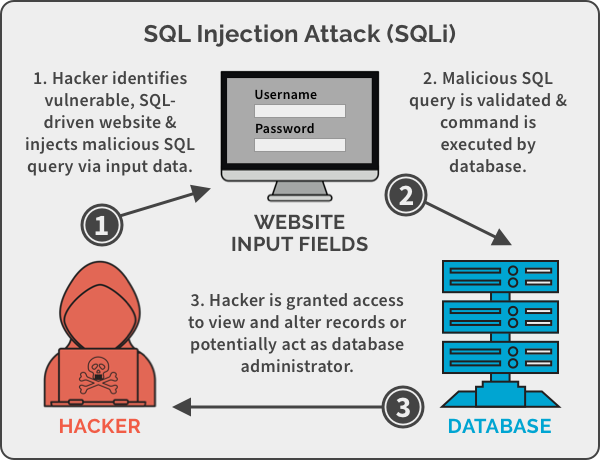 SQL Injection Attack (SQLi)
1. Hacker identifies
vulnerable, SQL-
driven website &
injects malicious SQL
query via input data.
Username
Password
2. Malicious SQL
query is validated &
command is
executed by
database.
1
2
WEBSITE
INPUT FIELDS
3. Hacker is granted access
to view and alter records or
potentially act as database
administrator.
3
HACKER
DATABASE